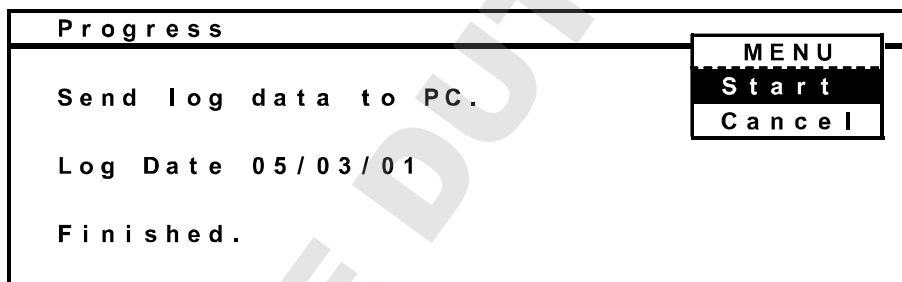 Progress
MENU
Start
Cancel
Send log data to PC.
Log Date 05/03/01
Finished.